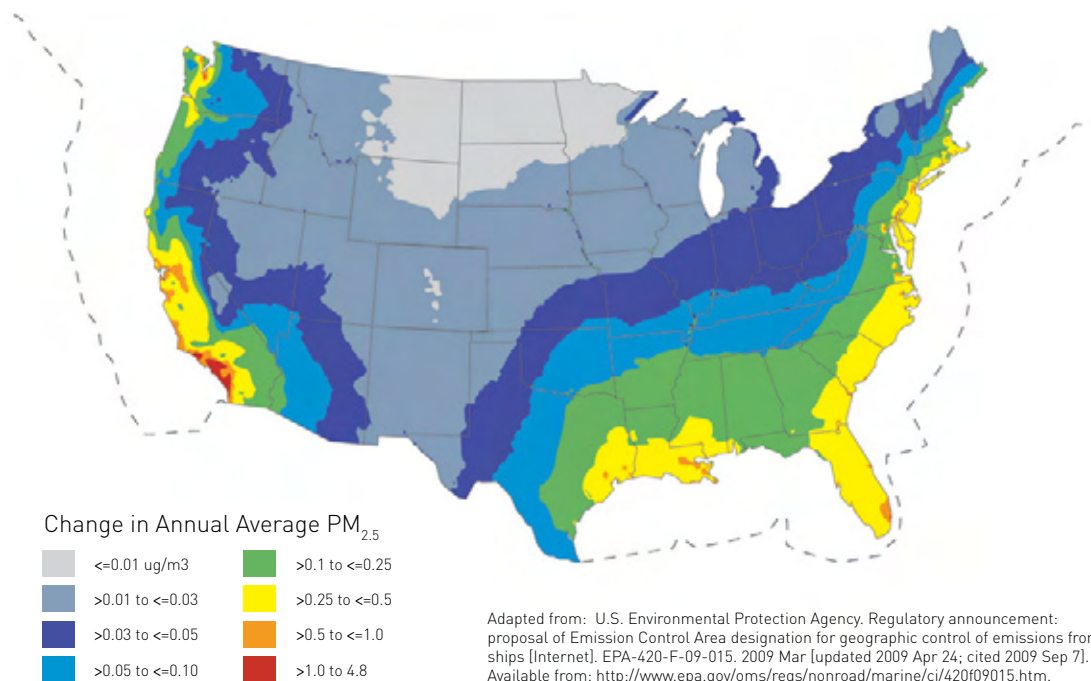 Change in Annual Average PM2.5
<=0.01 ug/m3
>0.01 to <=0.03
>0.03 to <=0.05
>0.05 to <=0.10
>0.1 to <=0.25
>0.25 to <=0.5
>0.5 to <=1.0
>1.0 to 4.8
Adapted from: U.S. Environmental Protection Agency. Regulatory announcement:
proposal of Emission Control Area designation for geographic control of emissions from
ships [Internet]. EPA-420-F-09-015. 2009 Mar [updated 2009 Apr 24; cited 2009 Sep 7].
Available from: http://www.epa.gov/oms/regs/nonroad/marine/ci/420f09015.htm.